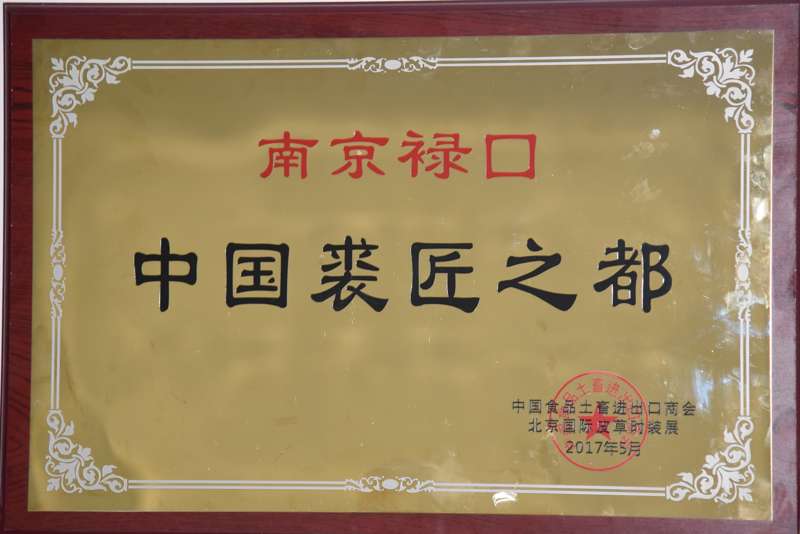 南京禄口
中国裘匠之都
中国食品土畜进出口商会
北京国际皮草时装展
2017年5月